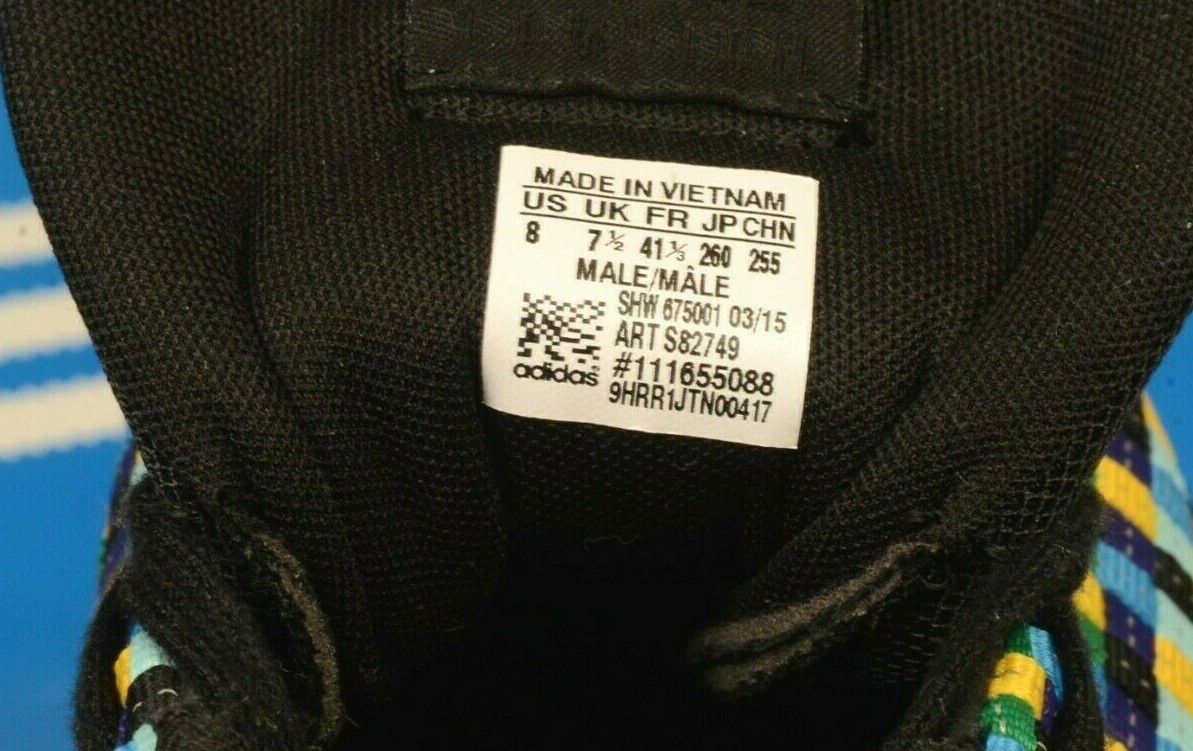 MADE IN VIETNAM
US UK FR JP CHN
8 7½ 41⅓ 260 255
MALE/MÂLE
SHW 675001 03/15
ART S82749
#111655088
adidas
9HRR1JTN00417